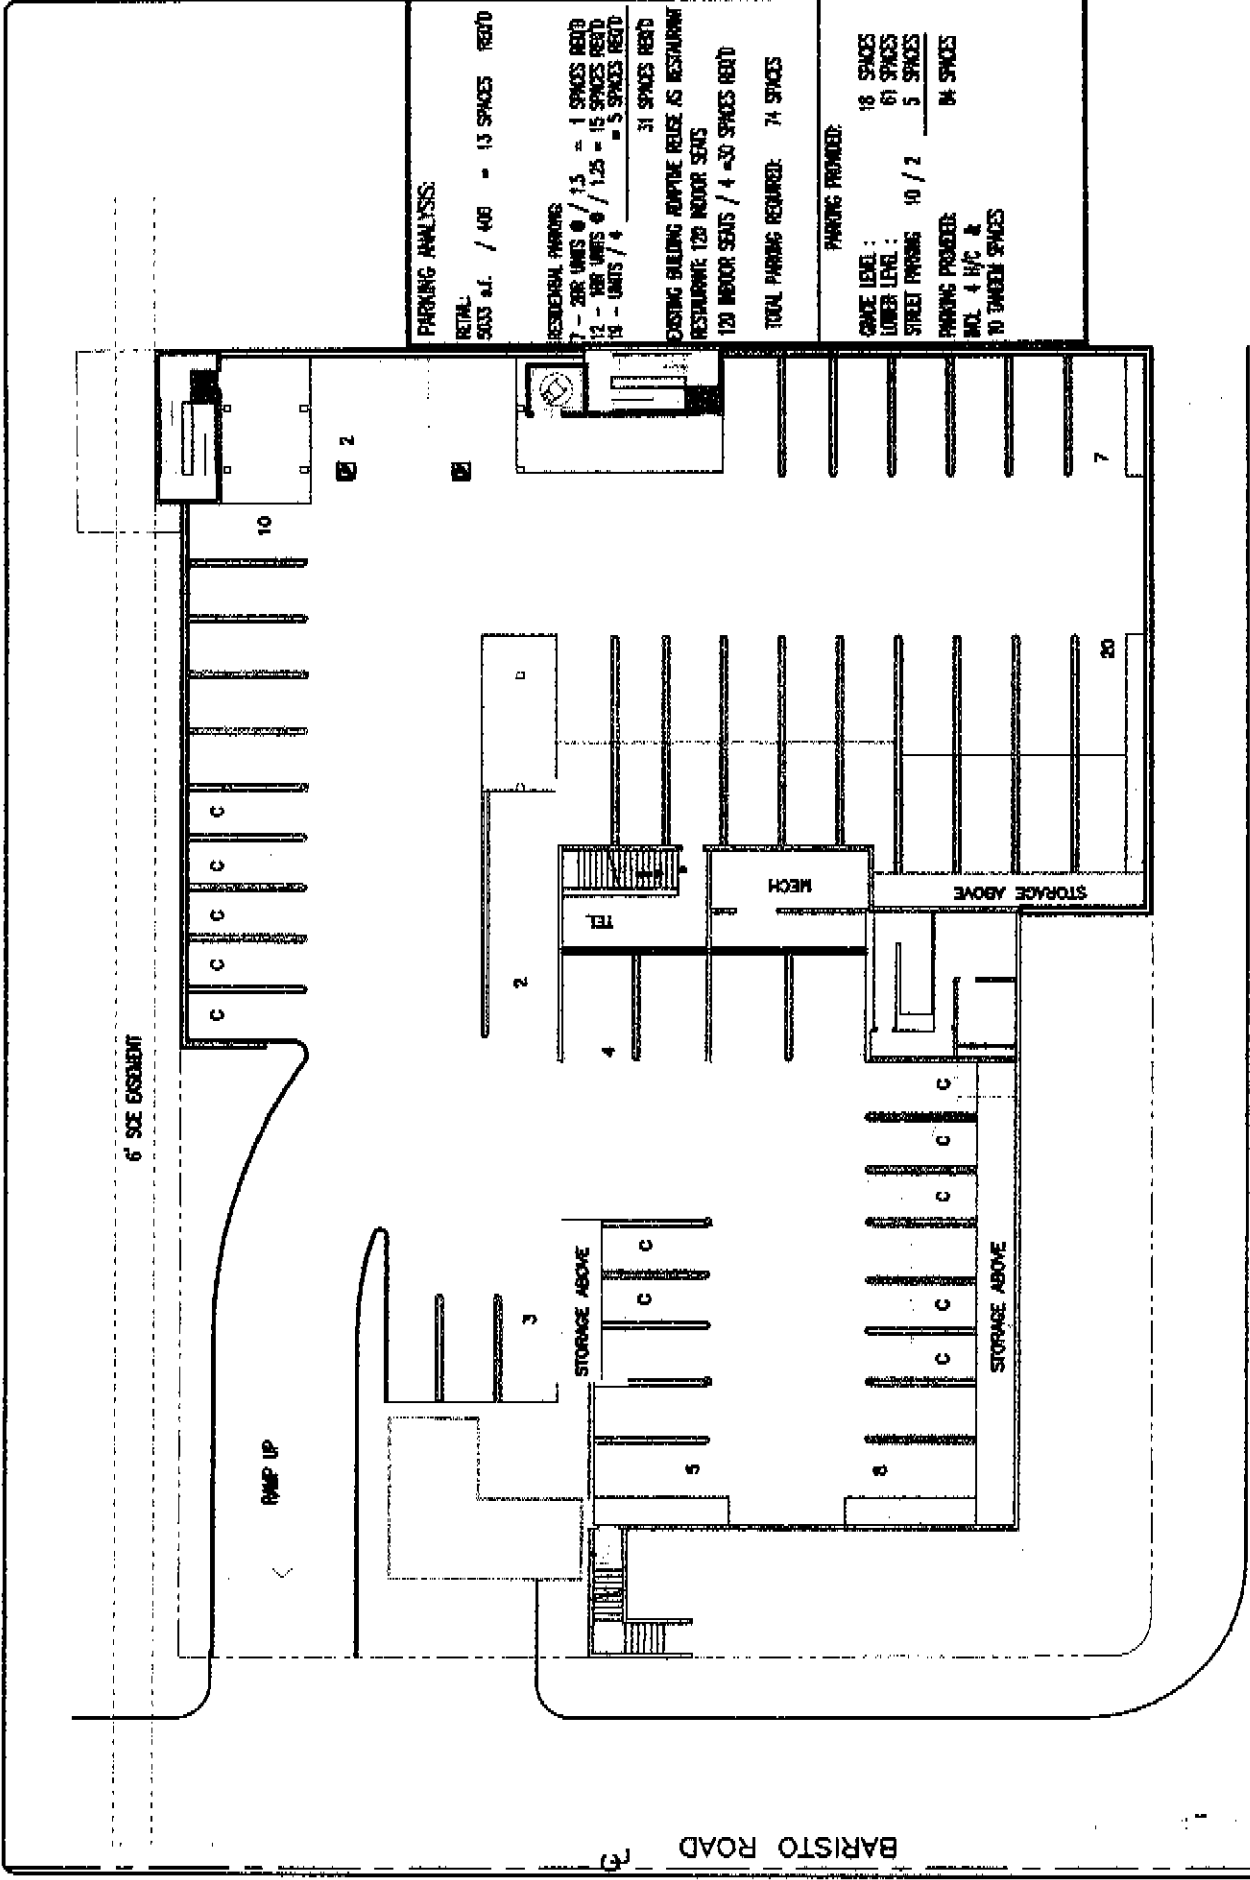 PARKING ANALYSIS:
RETAIL:
5033 s.f. / 400 = 13 SPACES REQ'D
RESIDENTIAL PARKING:
7 - 2BR UNITS @ / 1.5 = 1 SPACES REQ'D
12 - 1BR UNITS @ / 1.25 = 15 SPACES REQ'D
19 - UNITS / 4 = 5 SPACES REQ'D
31 SPACES REQ'D
EXISTING BUILDING ADAPTIVE REUSE AS RESTAURANT
RESTAURANT: 120 INDOOR SEATS
120 INDOOR SEATS / 4 =30 SPACES REQ'D
TOTAL PARKING REQUIRED: 74 SPACES
PARKING PROVIDED:
GRADE LEVEL : 18 SPACES
LOWER LEVEL : 61 SPACES
STREET PARKING 10 / 2 5 SPACES
PARKING PROVIDED: 84 SPACES
INCL 4 H/C &
10 TANDEM SPACES
6' SCE EASEMENT
10
2
C
C
C
C
C
2
7
20
TEL
MECH
STORAGE ABOVE
4
3
STORAGE ABOVE
C
C
5
C
C
C
C
C
8
STORAGE ABOVE
RAMP UP
BARISTO ROAD